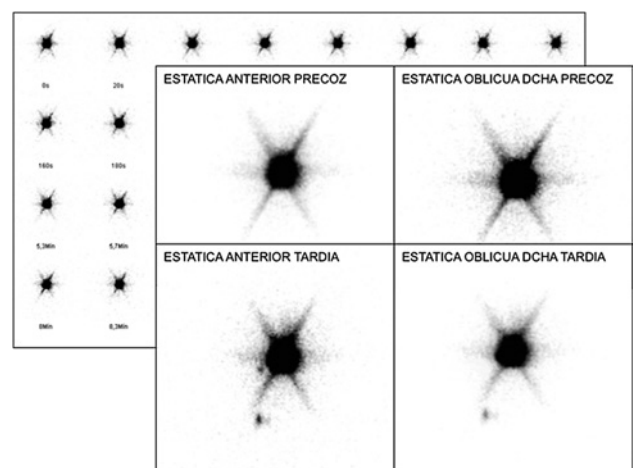 0s 20s
ESTATICA ANTERIOR PRECOZ ESTATICA OBLICUA DCHA PRECOZ
160s 180s
5,3Min 5,7Min
ESTATICA ANTERIOR TARDIA ESTATICA OBLICUA DCHA TARDIA
8Min 8,3Min